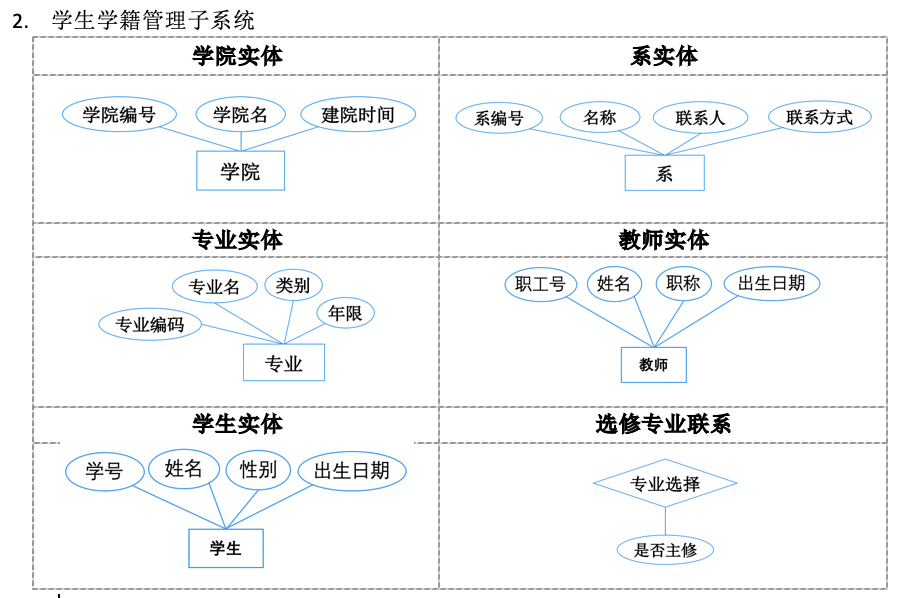 2. 学生学籍管理子系统
学院实体
系实体
学院编号 学院名 建院时间
学院
系编号 名称 联系人 联系方式
系
专业实体
教师实体
专业名 类别
年限
专业编码
专业
职工号 姓名 职称 出生日期
教师
学生实体
选修专业联系
学号 姓名 性别 出生日期
学生
专业选择
是否主修